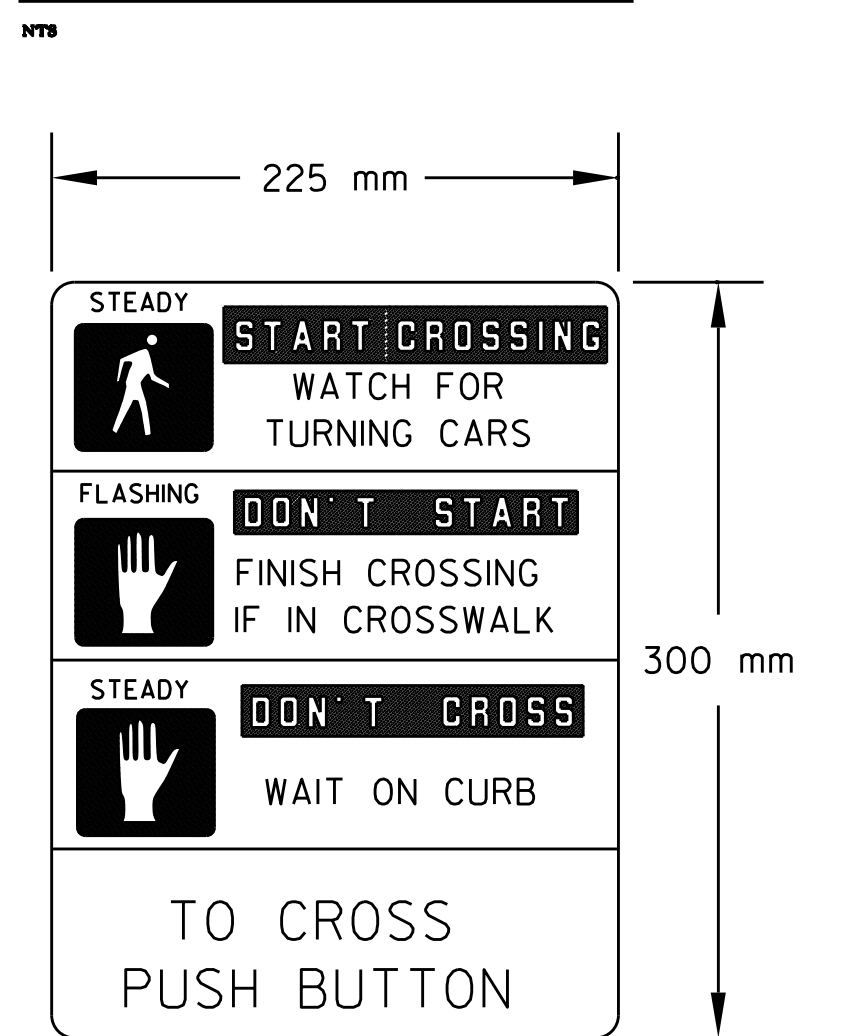 NTS
225 mm
STEADY
START CROSSING
WATCH FOR
TURNING CARS
FLASHING
DON'T START
FINISH CROSSING
IF IN CROSSWALK
300 mm
STEADY
DON'T CROSS
WAIT ON CURB
TO CROSS
PUSH BUTTON